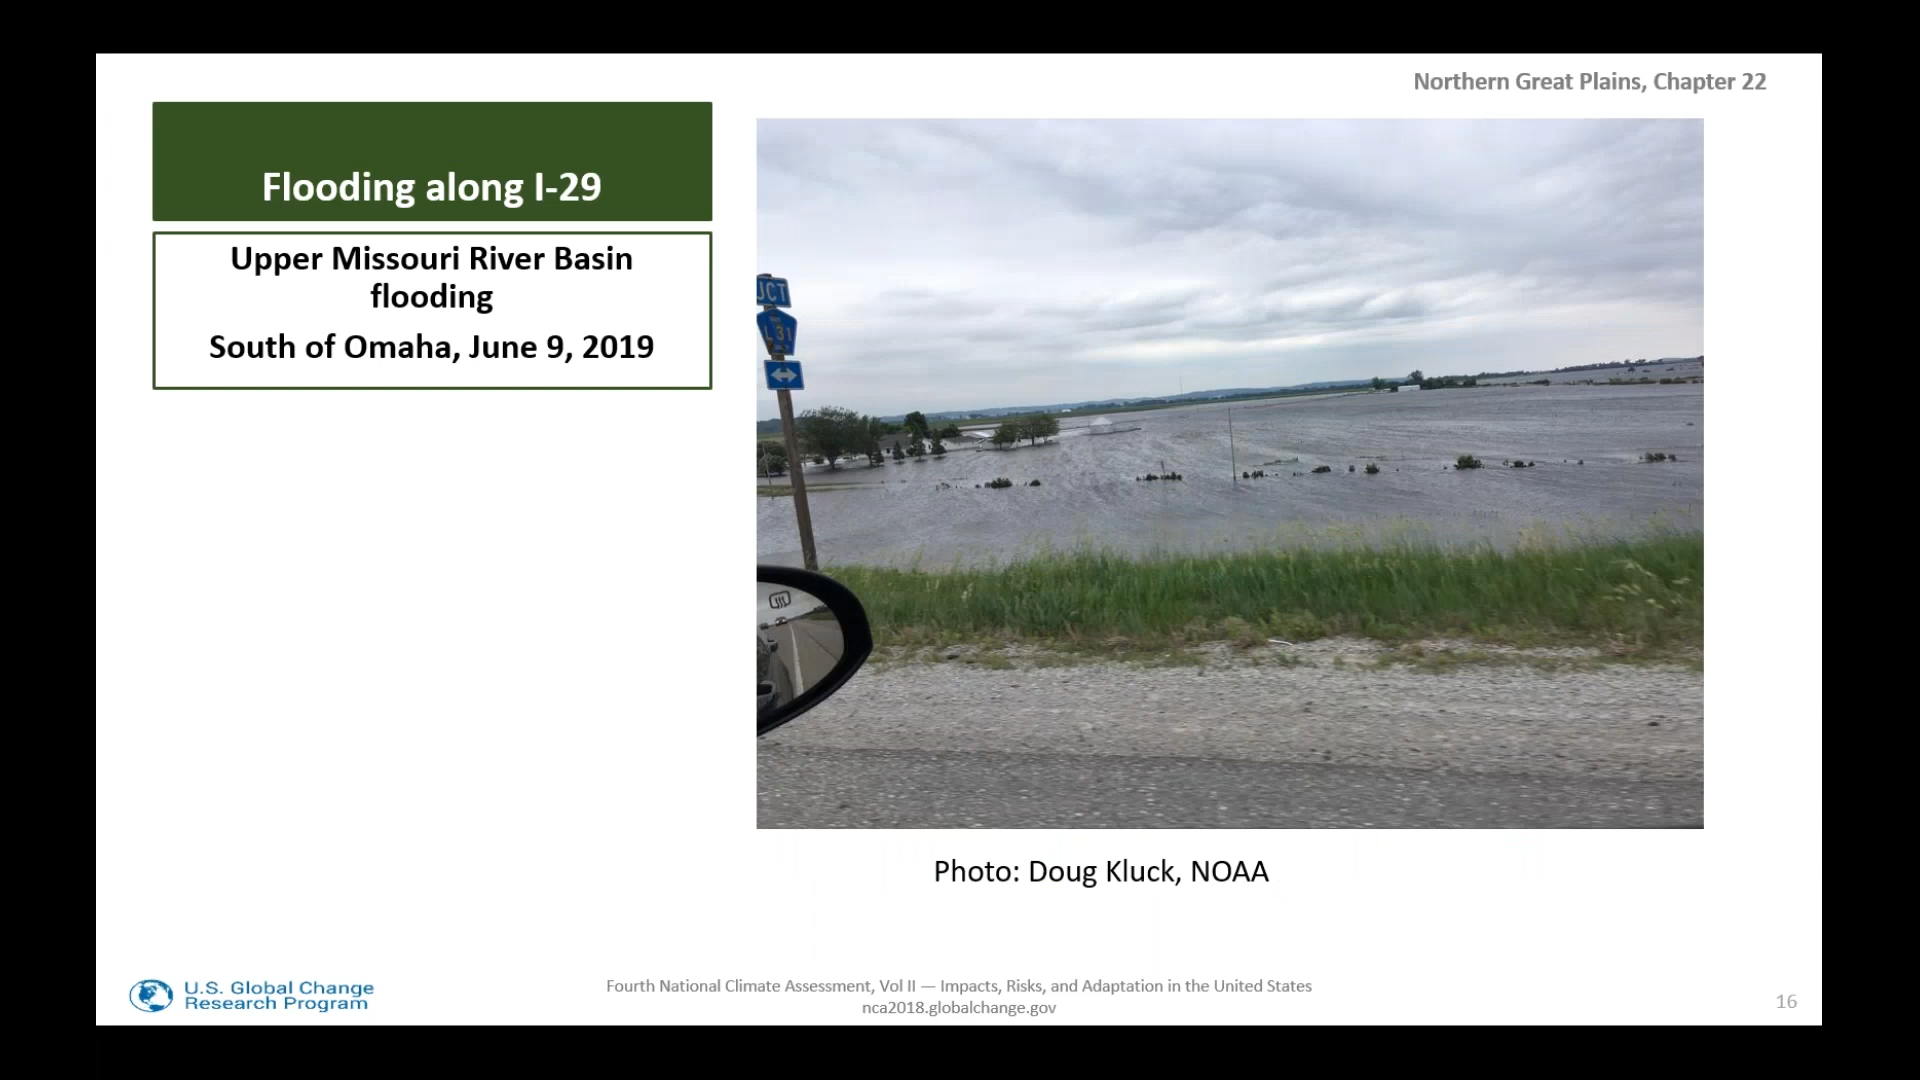 Northern Great Plains, Chapter 22
Flooding along I-29
Upper Missouri River Basin
flooding
South of Omaha, June 9, 2019
JCT
L 31
Photo: Doug Kluck, NOAA
U.S. Global Change
Research Program
Fourth National Climate Assessment, Vol II — Impacts, Risks, and Adaptation in the United States
nca2018.globalchange.gov
16